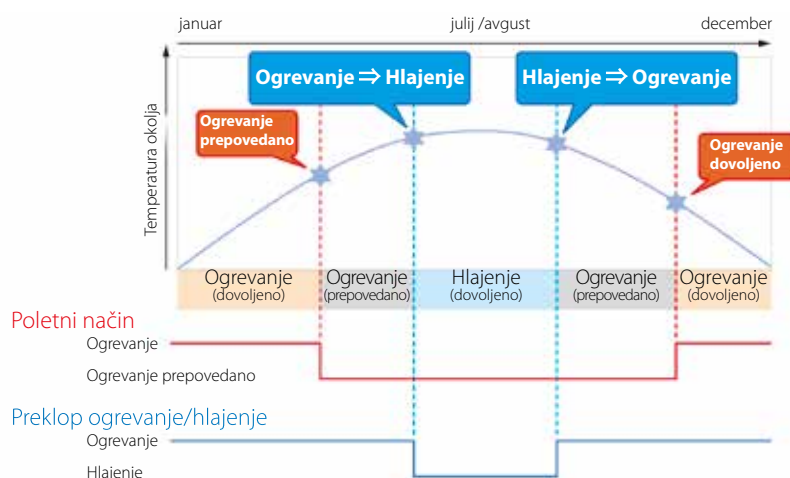 januar julij /avgust december
Temperatura okolja
Ogrevanje ⇒ Hlajenje
Hlajenje ⇒ Ogrevanje
Ogrevanje
prepovedano
Ogrevanje
dovoljeno
Ogrevanje
(dovoljeno)
Ogrevanje
(prepovedano)
Hlajenje
(dovoljeno)
Ogrevanje
(prepovedano)
Ogrevanje
(dovoljeno)
Poletni način
Ogrevanje
Ogrevanje prepovedano
Preklop ogrevanje/hlajenje
Ogrevanje
Hlajenje